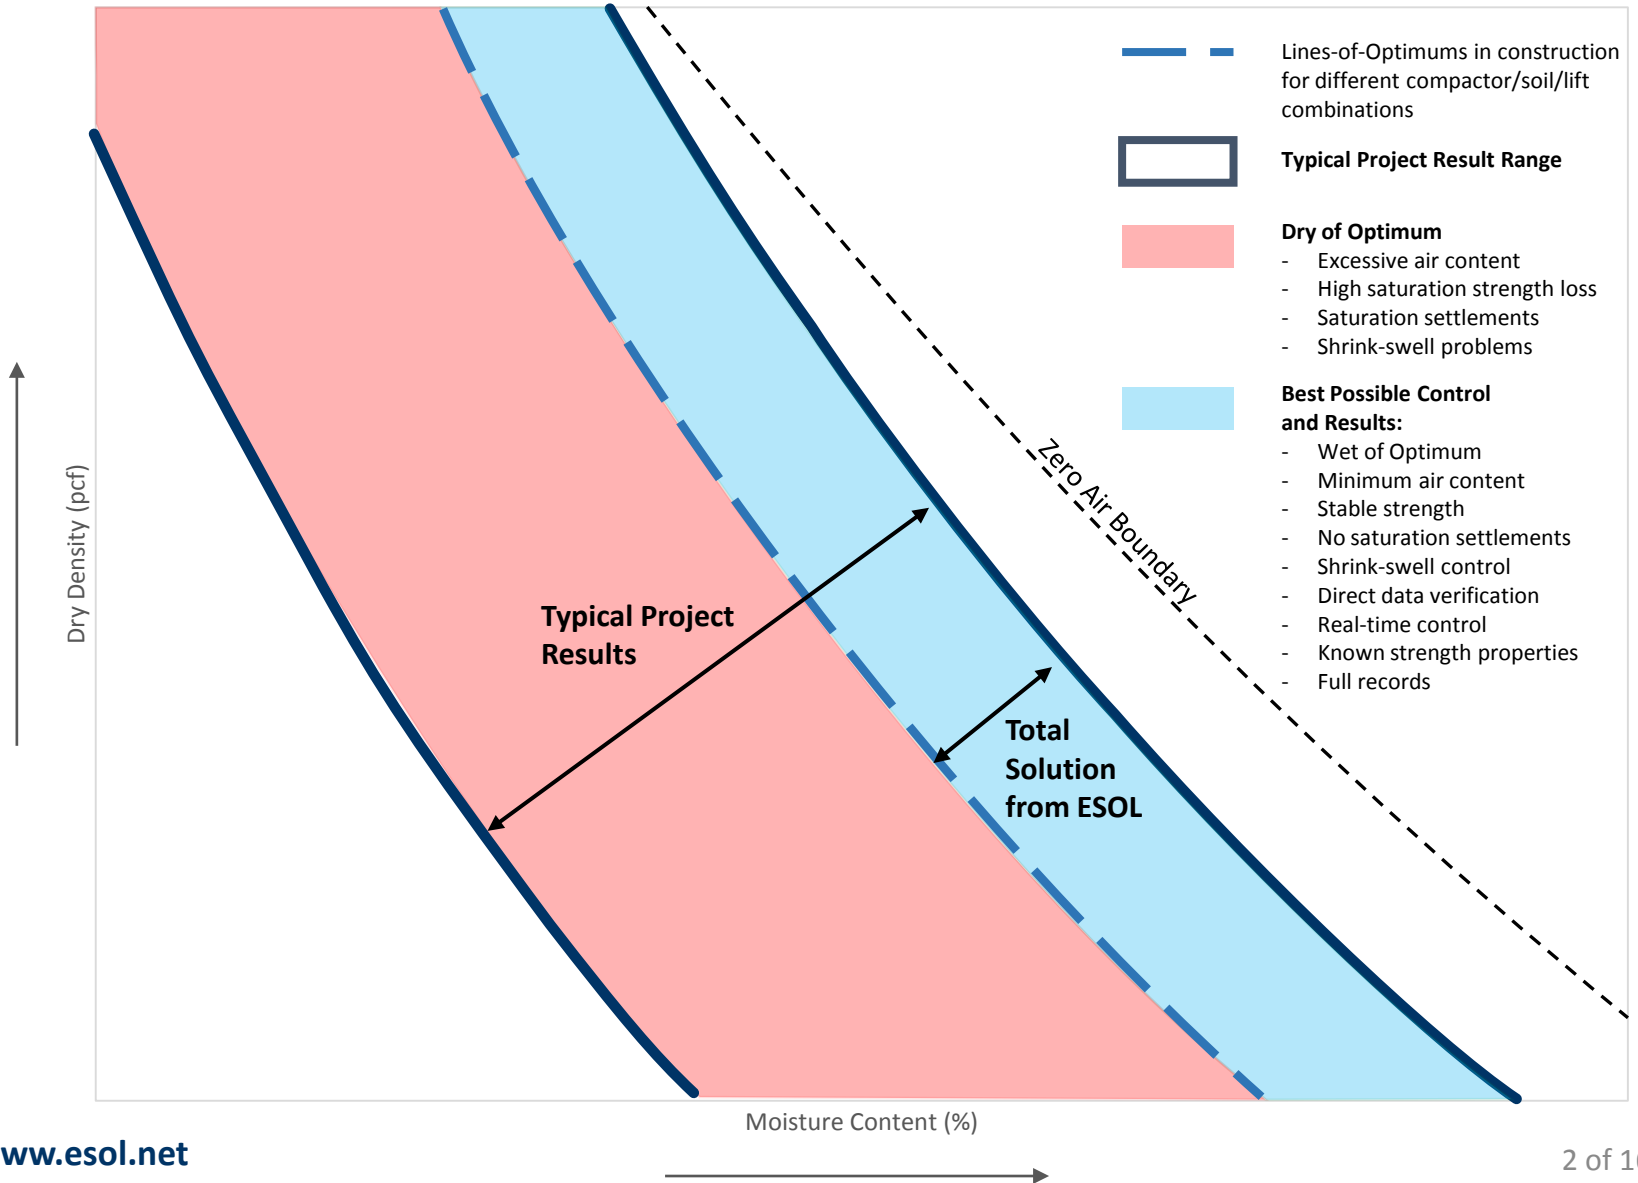 Lines-of-Optimums in construction
for different compactor/soil/lift
combinations
Typical Project Result Range
Dry of Optimum
- Excessive air content
- High saturation strength loss
- Saturation settlements
- Shrink-swell problems
Best Possible Control
and Results:
- Wet of Optimum
- Minimum air content
- Stable strength
- No saturation settlements
- Shrink-swell control
- Direct data verification
- Real-time control
- Known strength properties
- Full records
Zero Air Boundary
Dry Density (pcf)
Typical Project
Results
Total
Solution
from ESOL
Moisture Content (%)
ww.esol.net
2 of 1